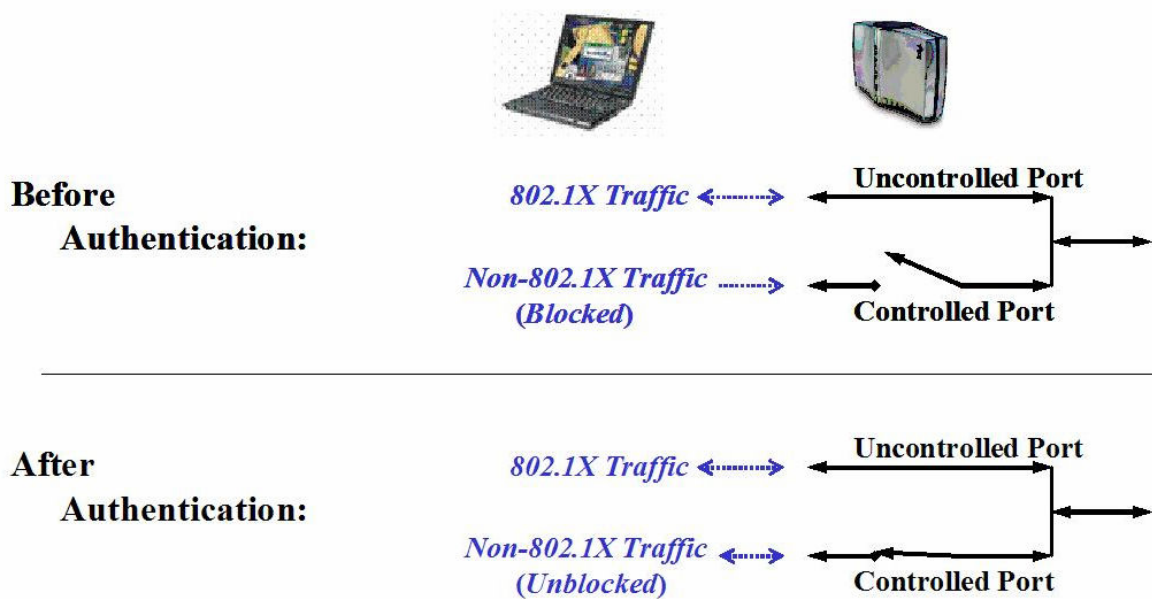 Before
Authentication:
802.1X Traffic
Uncontrolled Port
Non-802.1X Traffic
(Blocked)
Controlled Port
After
Authentication:
802.1X Traffic
Uncontrolled Port
Non-802.1X Traffic
(Unblocked)
Controlled Port